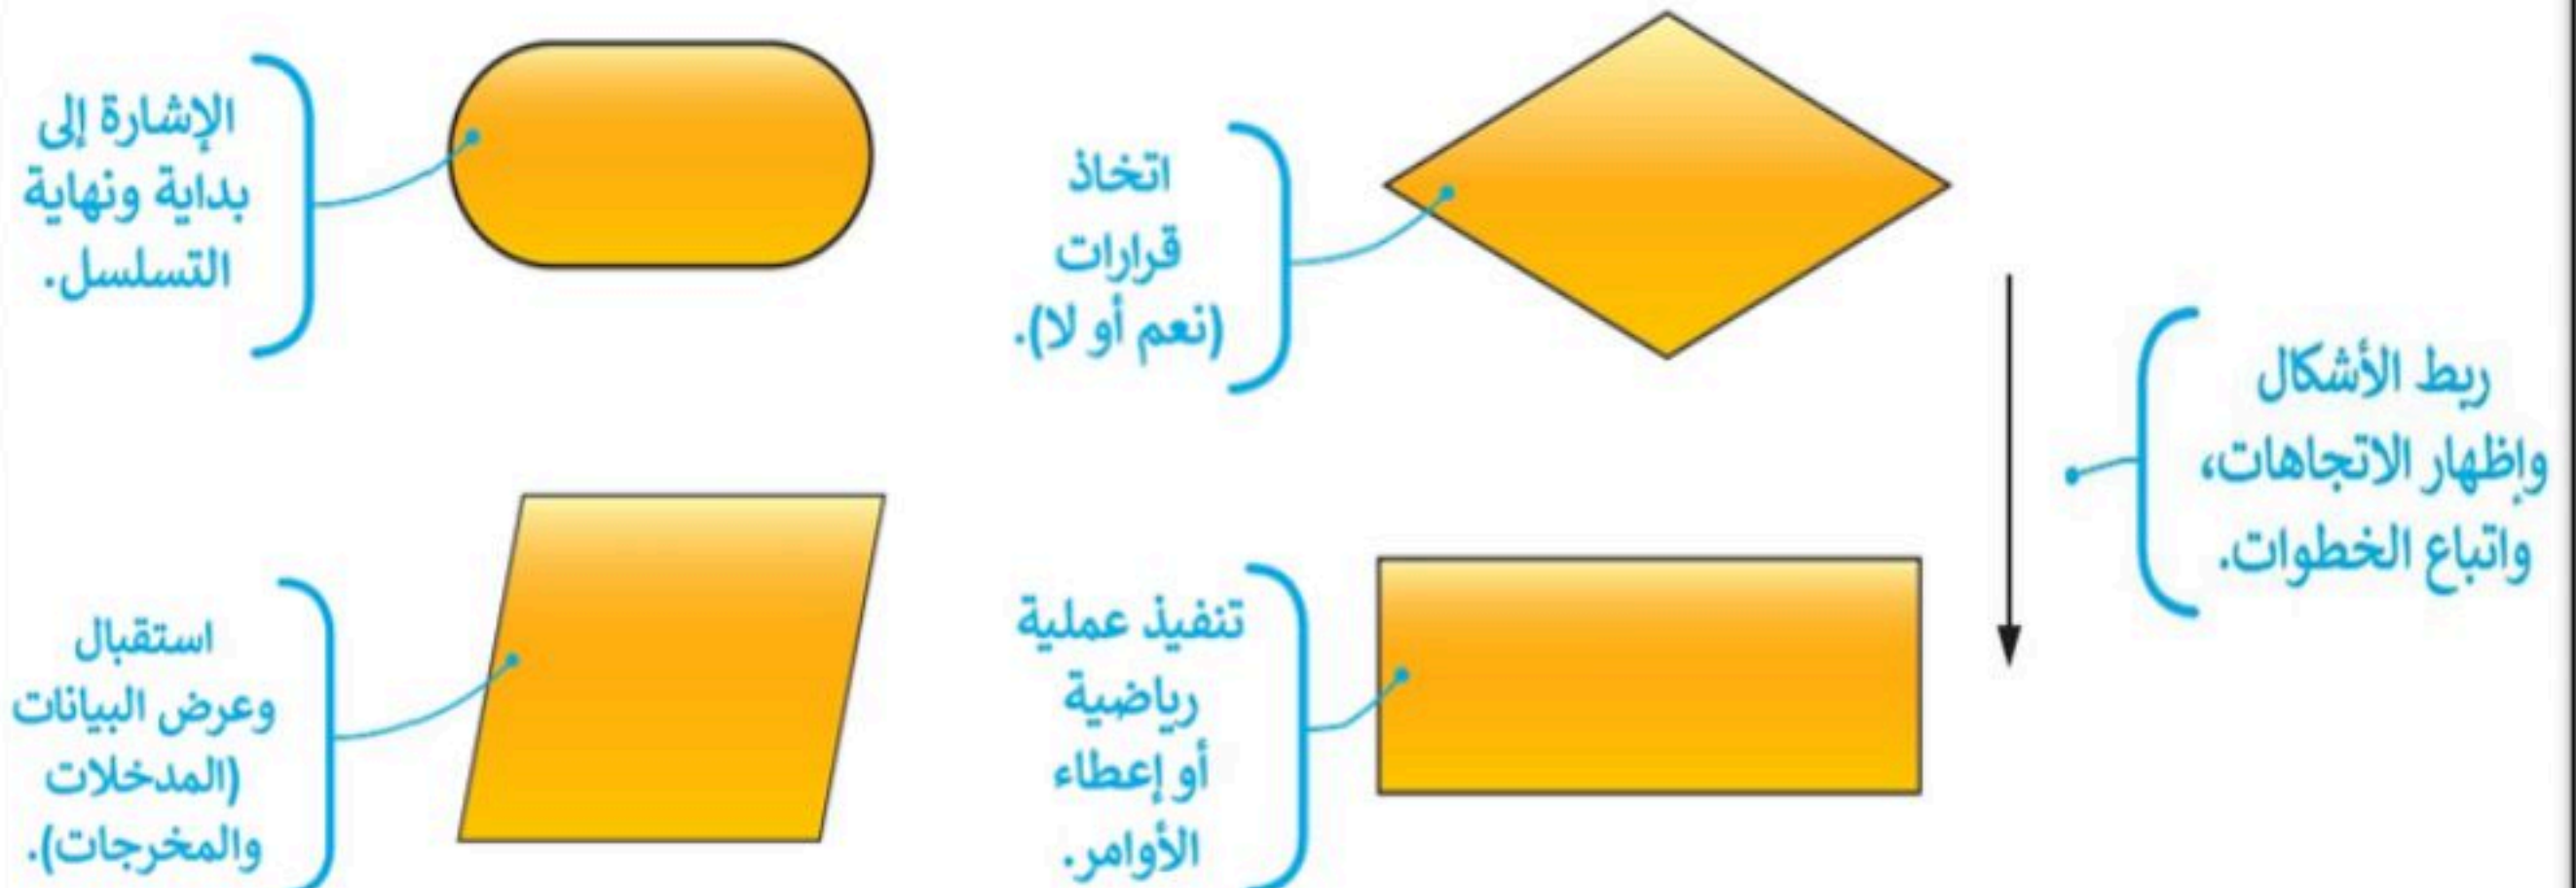 ربط الأشكال
وإظهار الاتجاهات،
واتباع الخطوات.
اتخاذ
قرارات
(نعم أو لا).
الإشارة إلى
بداية ونهاية
التسلسل.
تنفيذ عملية
رياضية
أو إعطاء
الأوامر.
استقبال
وعرض البيانات
(المدخلات
والمخرجات).